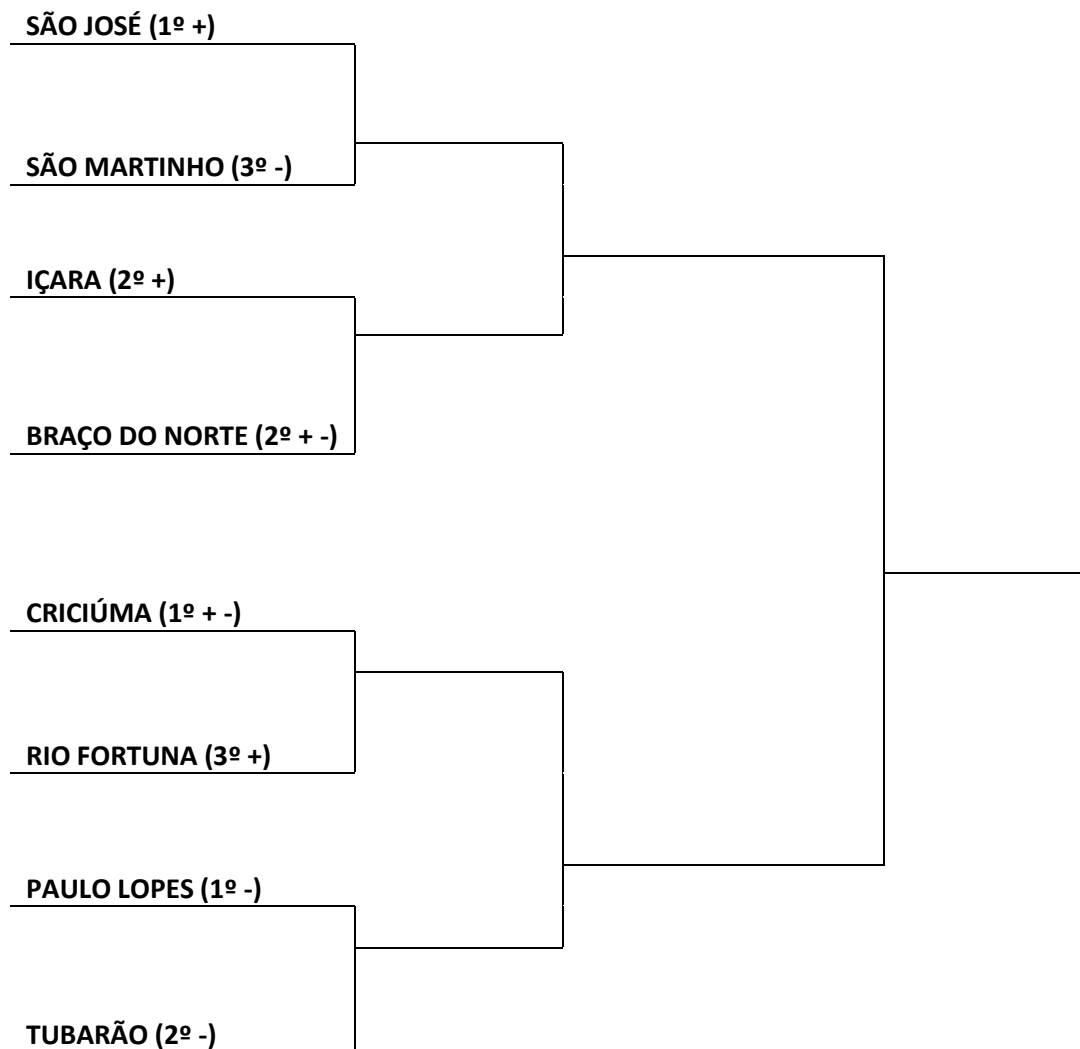 SÃO JOSÉ (1º +)
SÃO MARTINHO (3º -)
IÇARA (2º +)
BRAÇO DO NORTE (2º + -)
CRICIÚMA (1º + -)
RIO FORTUNA (3º +)
PAULO LOPES (1º -)
TUBARÃO (2º -)